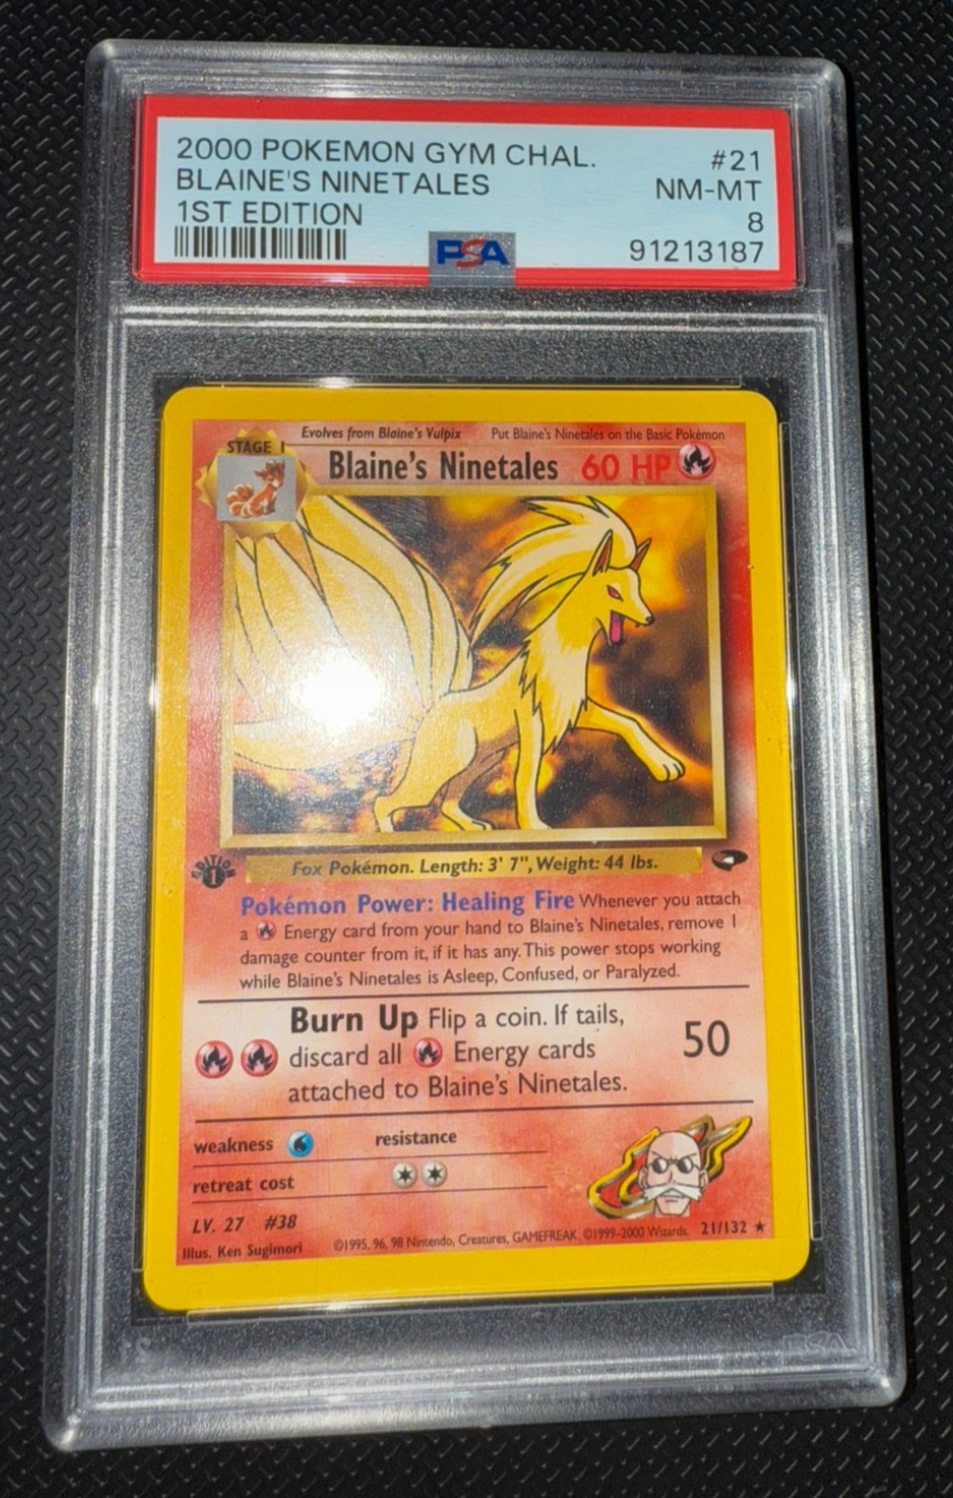 2000 POKEMON GYM CHAL. #21
BLAINE'S NINETALES NM-MT
1ST EDITION 8
PSA 91213187
Evolves from Blaine's Vulpix Put Blaine's Ninetales on the Basic Pokémon
STAGE 1
Blaine's Ninetales 60 HP
EDITION
1
Fox Pokémon. Length: 3' 7", Weight: 44 lbs.
Pokémon Power: Healing Fire Whenever you attach
a Energy card from your hand to Blaine's Ninetales, remove 1
damage counter from it, if it has any. This power stops working
while Blaine's Ninetales is Asleep, Confused, or Paralyzed.
Burn Up Flip a coin. If tails,
discard all Energy cards 50
attached to Blaine's Ninetales.
weakness resistance
retreat cost
LV. 27 #38
Illus. Ken Sugimori ©1995, 96, 98 Nintendo, Creatures, GAMEFREAK. ©1999-2000 Wizards. 21/132 ★
PSA